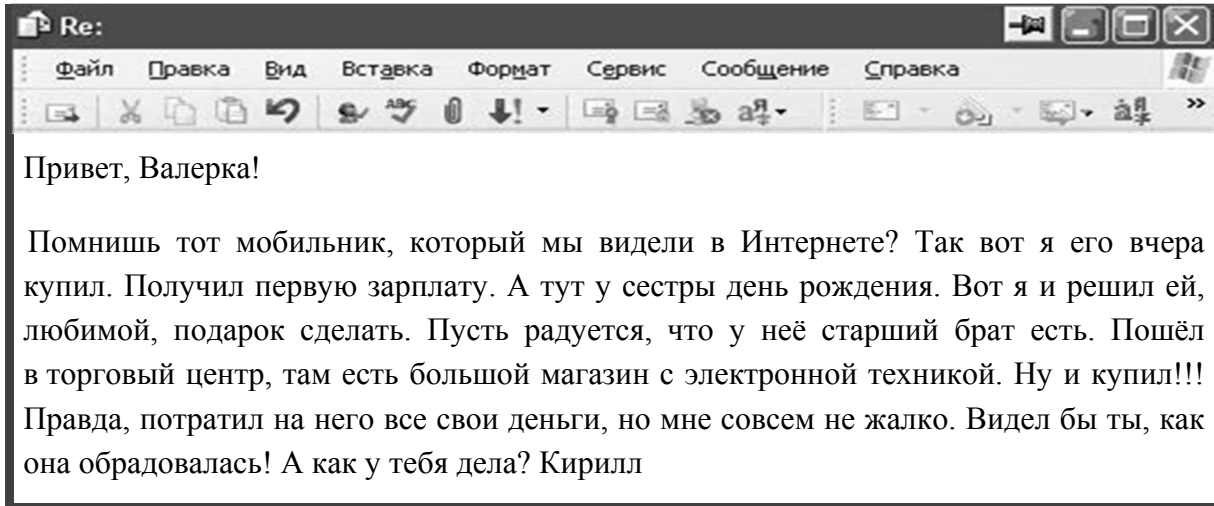 Re:
Файл Правка Вид Вставка Формат Сервис Сообщение Справка
Привет, Валерка!
Помнишь тот мобильник, который мы видели в Интернете? Так вот я его вчера
купил. Получил первую зарплату. А тут у сестры день рождения. Вот я и решил ей,
любимой, подарок сделать. Пусть радуется, что у неё старший брат есть. Пошёл
в торговый центр, там есть большой магазин с электронной техникой. Ну и купил!!!
Правда, потратил на него все свои деньги, но мне совсем не жалко. Видел бы ты, как
она обрадовалась! А как у тебя дела? Кирилл